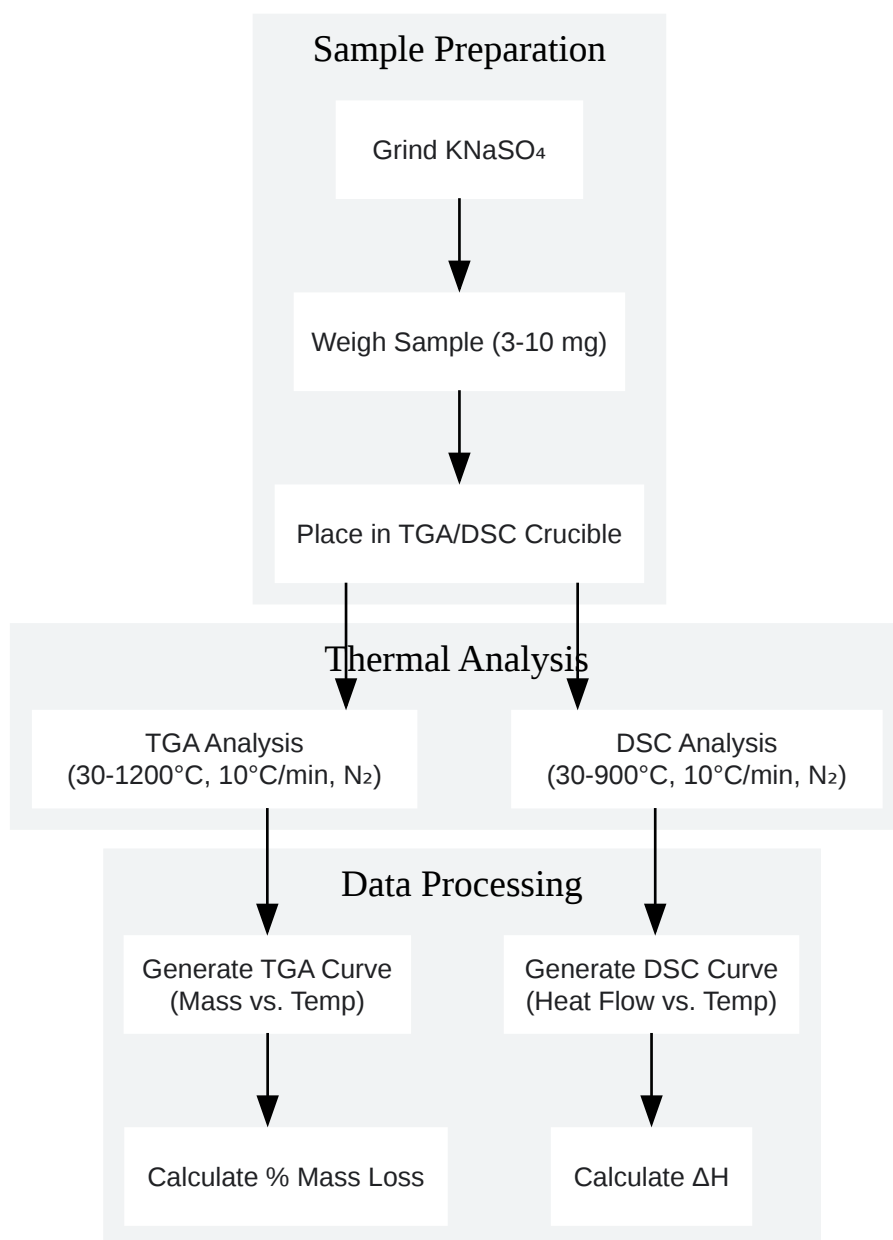 Sample Preparation
Grind KNaSO₄
Weigh Sample (3-10 mg)
Place in TGA/DSC Crucible
Thermal Analysis
TGA Analysis
(30-1200°C, 10°C/min, N₂)
DSC Analysis
(30-900°C, 10°C/min, N₂)
Data Processing
Generate TGA Curve
(Mass vs. Temp)
Generate DSC Curve
(Heat Flow vs. Temp)
Calculate % Mass Loss
Calculate ΔH